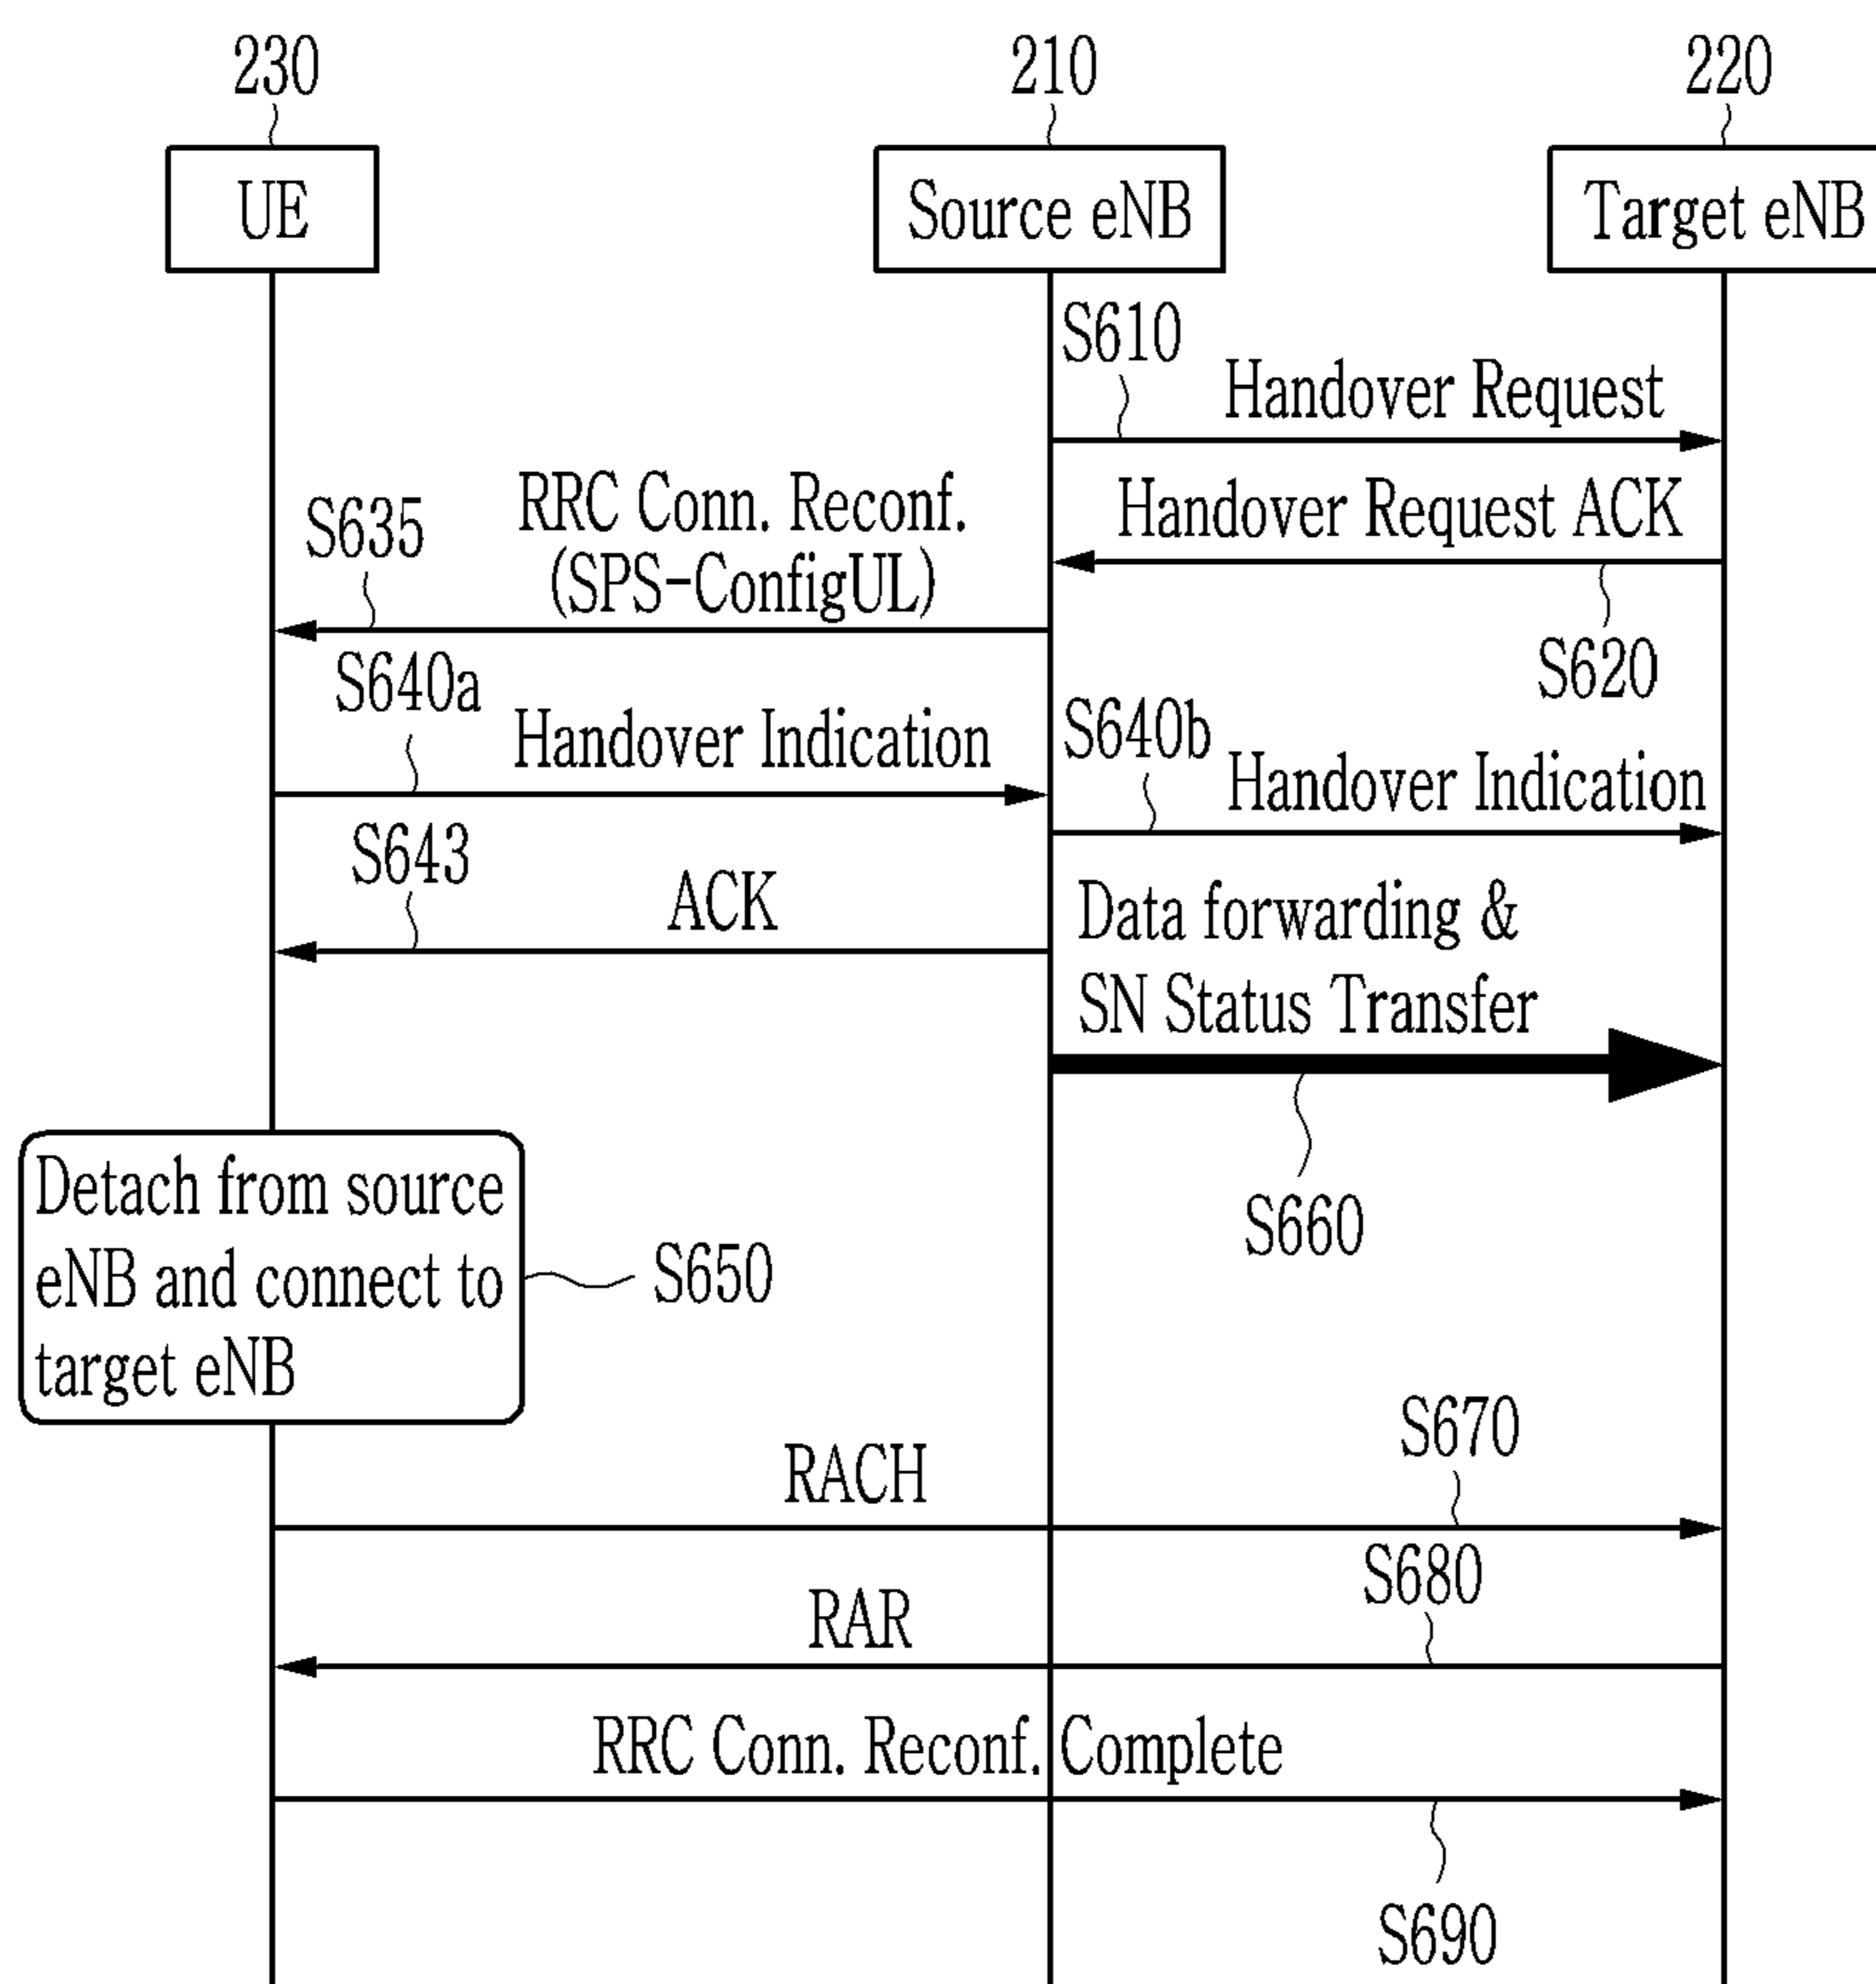 230
210
220
UE
Source eNB
Target eNB
S610
Handover Request
RRC Conn. Reconf.
(SPS-ConfigUL)
S635
Handover Request ACK
S620
S640a
Handover Indication
S640b
Handover Indication
S643
ACK
Data forwarding &
SN Status Transfer
S660
Detach from source
eNB and connect to
target eNB
S650
RACH
S670
S680
RAR
RRC Conn. Reconf. Complete
S690